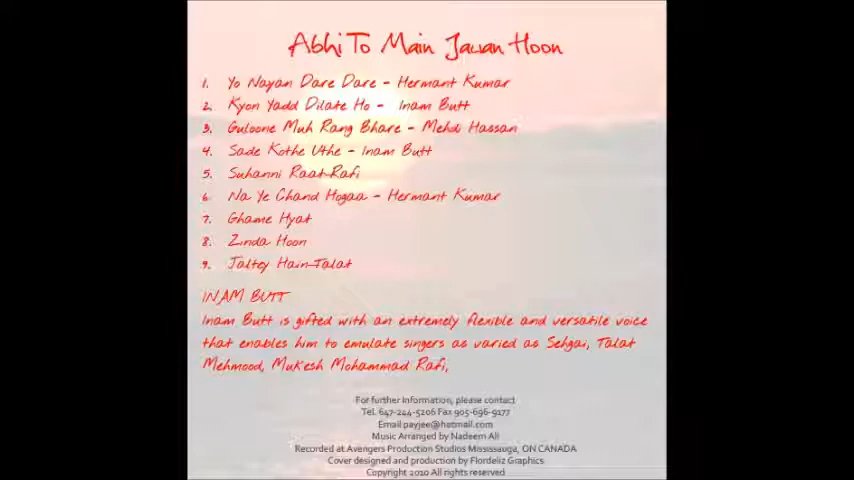 Abhi To Main Jawan Hoon
1. Yo Nayan Dare Dare - Hermant Kumar
2. Kyon Yadd Dilate Ho - Inam Butt
3. Guloone Muh Rang Bhare - Mehdi Hassan
4. Sade Kothe Uthe - Inam Butt
5. Suhanni Raat-Rafi
6. Na Ye Chand Hogaa - Hermant Kumar
7. Ghame Hyat
8. Zinda Hoon
9. Jaltey Hain-Talat
INAM BUTT
Inam Butt is gifted with an extremely flexible and versatile voice
that enables him to emulate singers as varied as Sehgal, Talat
Mehmood, Mukesh Mohammad Rafi,
For further Information, please contact
Tel. 647-244-5206 Fax 905-696-9177
Email payjee@hotmail.com
Music Arranged by Nadeem Ali
Recorded at Avengers Production Studios Mississauga, ON CANADA
Cover designed and production by Flordeliz Graphics
Copyright 2020 All rights reserved